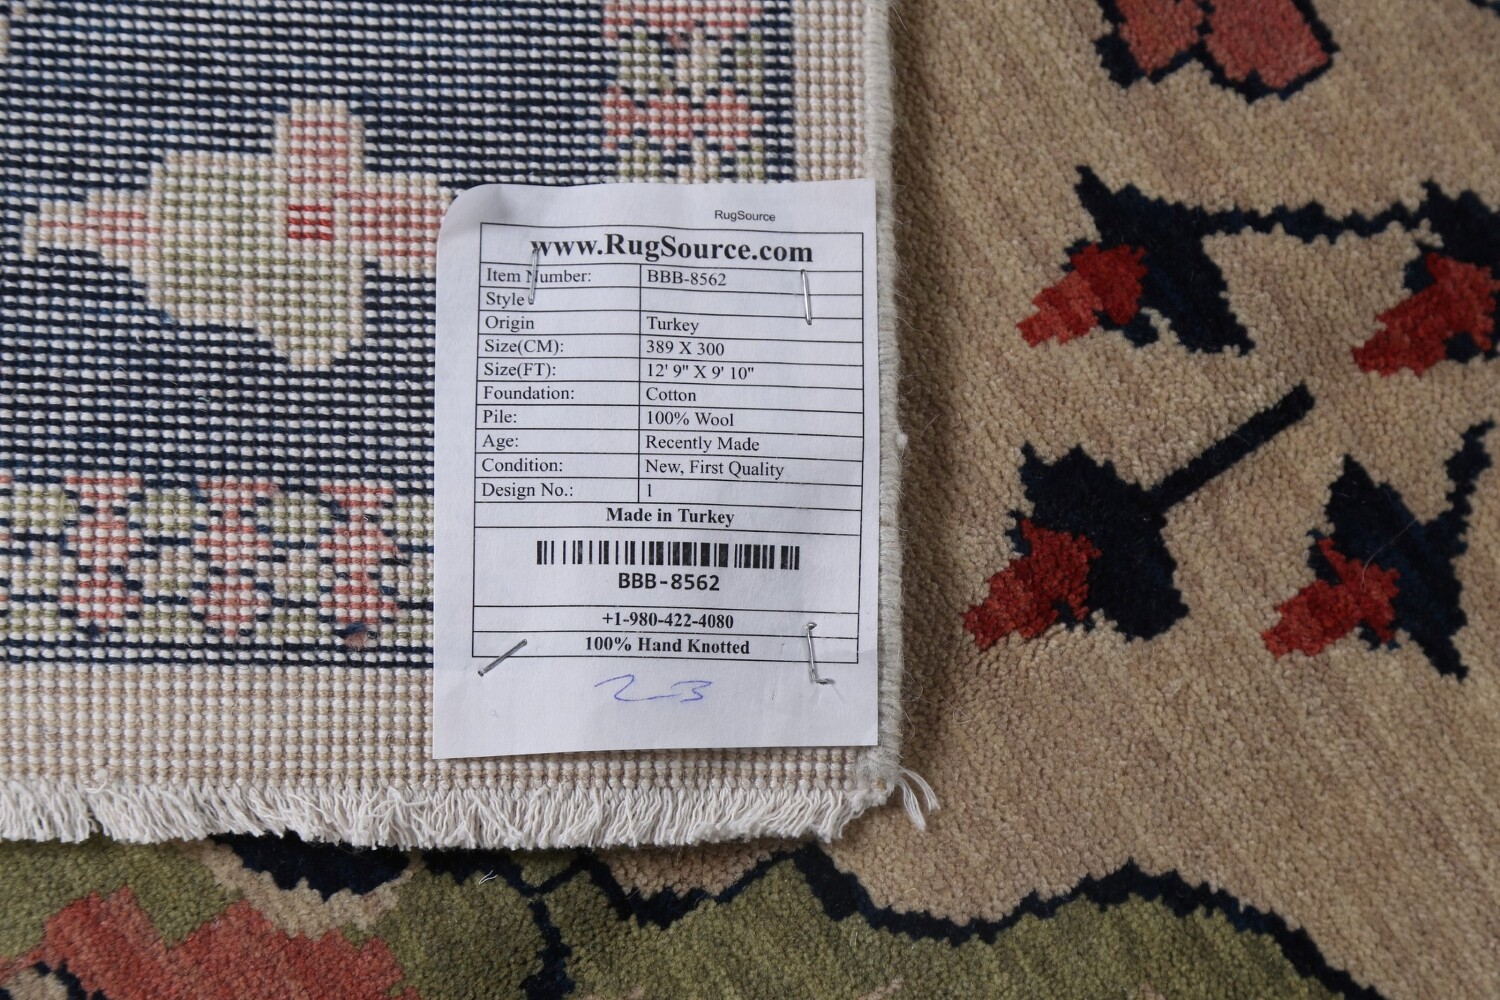 RugSource
www.RugSource.com
Item Number: BBB-8562
Style
Origin Turkey
Size(CM): 389 X 300
Size(FT): 12' 9" X 9' 10"
Foundation: Cotton
Pile: 100% Wool
Age: Recently Made
Condition: New, First Quality
Design No.: 1
Made in Turkey
BBB-8562
+1-980-422-4080
100% Hand Knotted
23